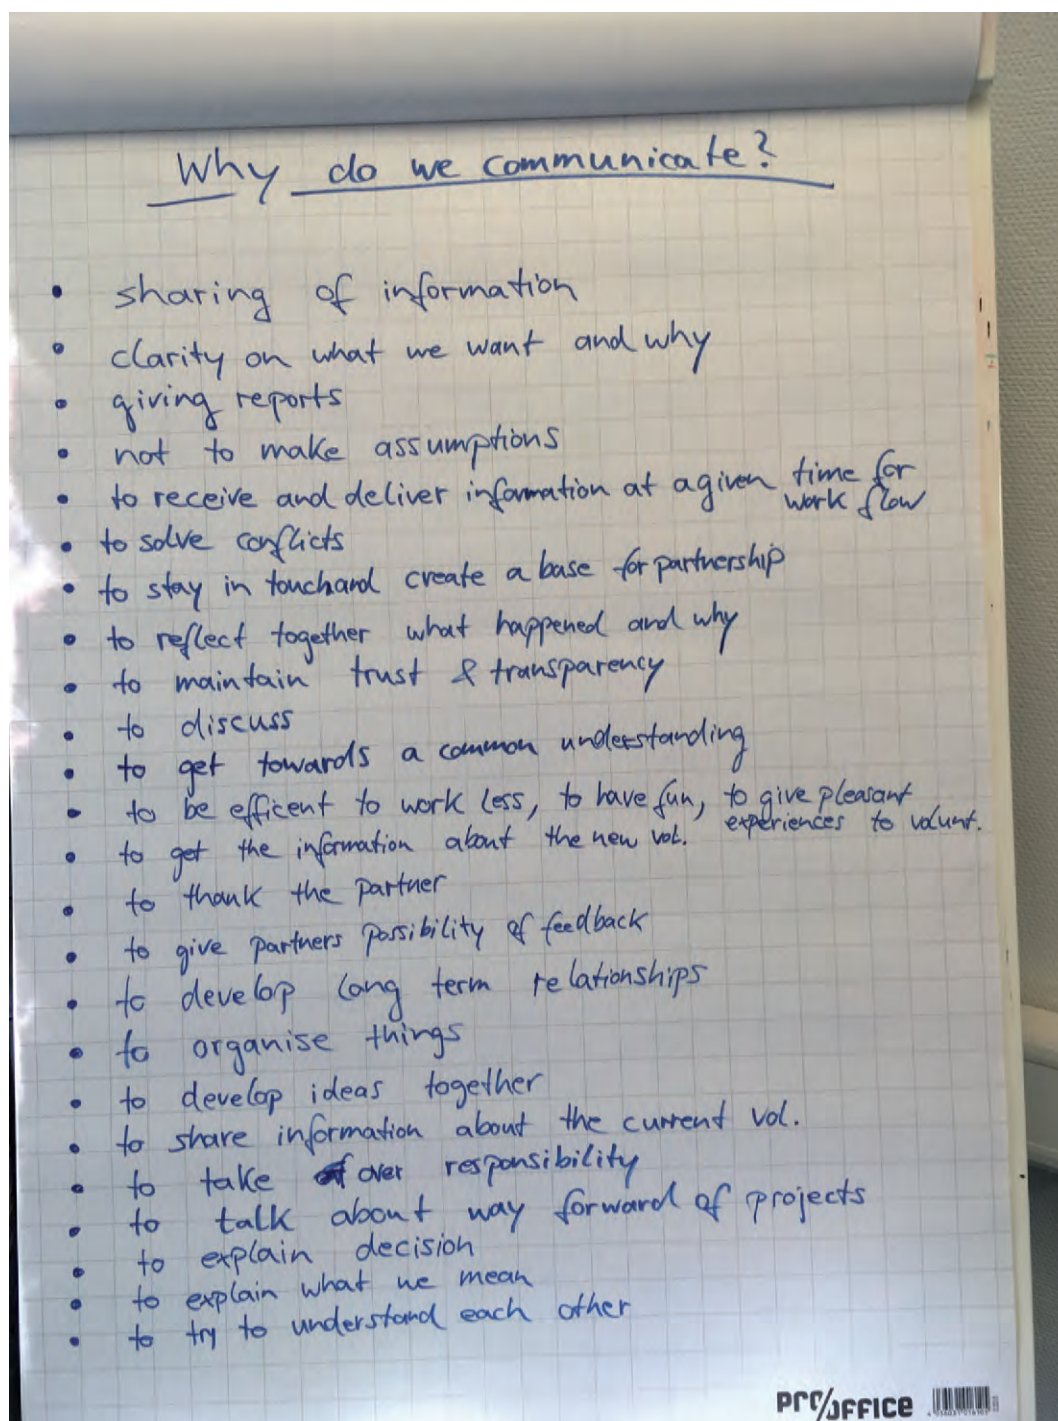 Why do we communicate?
• sharing of information
• clarity on what we want and why
• giving reports
• not to make assumptions
• to receive and deliver information at a given time for
work flow
• to solve conflicts
• to stay in touch and create a base for partnership
• to reflect together what happened and why
• to maintain trust & transparency
• to discuss
• to get towards a common understanding
• to be efficent to work less, to have fun, to give pleasant
experiences to volunt.
• to get the information about the new vol.
• to thank the partner
• to give partners possibility of feedback
• to develop long term relationships
• to organise things
• to develop ideas together
• to share information about the current vol.
• to take over responsibility
• to talk about way forward of projects
• to explain decision
• to explain what we mean
• to try to understand each other
PRO/OFFICE